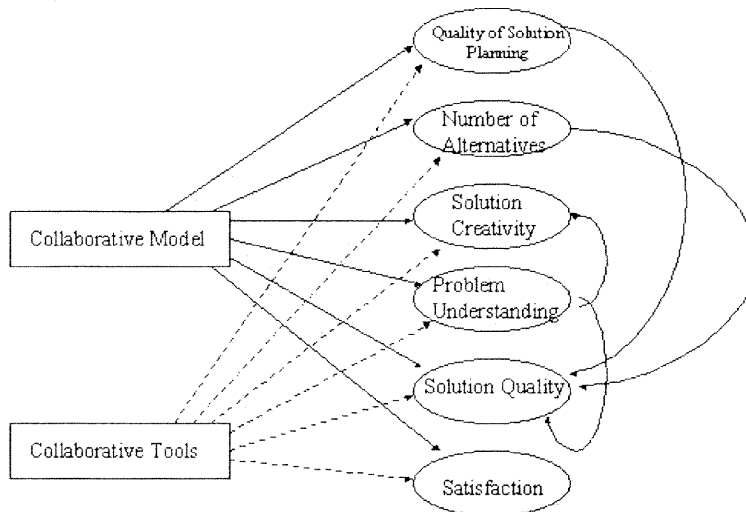 Quality of Solution
Planning
Number of
Alternatives
Solution
Creativity
Collaborative Model
Problem
Understanding
Solution Quality
Collaborative Tools
Satisfaction